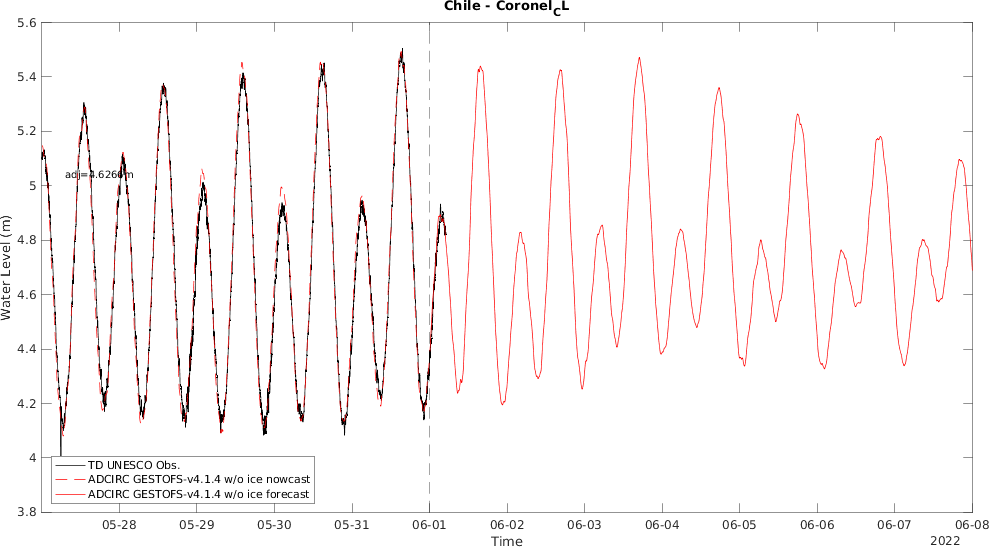 Chile - Coronel_CL
5.6
5.4
5.2
5
4.8
4.6
4.4
4.2
4
3.8
Water Level (m)
adj=4.6266m
TD UNESCO Obs.
ADCIRC GESTOFS-v4.1.4 w/o ice nowcast
ADCIRC GESTOFS-v4.1.4 w/o ice forecast
05-28 05-29 05-30 05-31 06-01 06-02 06-03 06-04 06-05 06-06 06-07 06-08
Time
2022